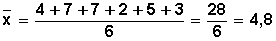 x̅ = (4 + 7 + 7 + 2 + 5 + 3)/6 = 28/6 = 4,8